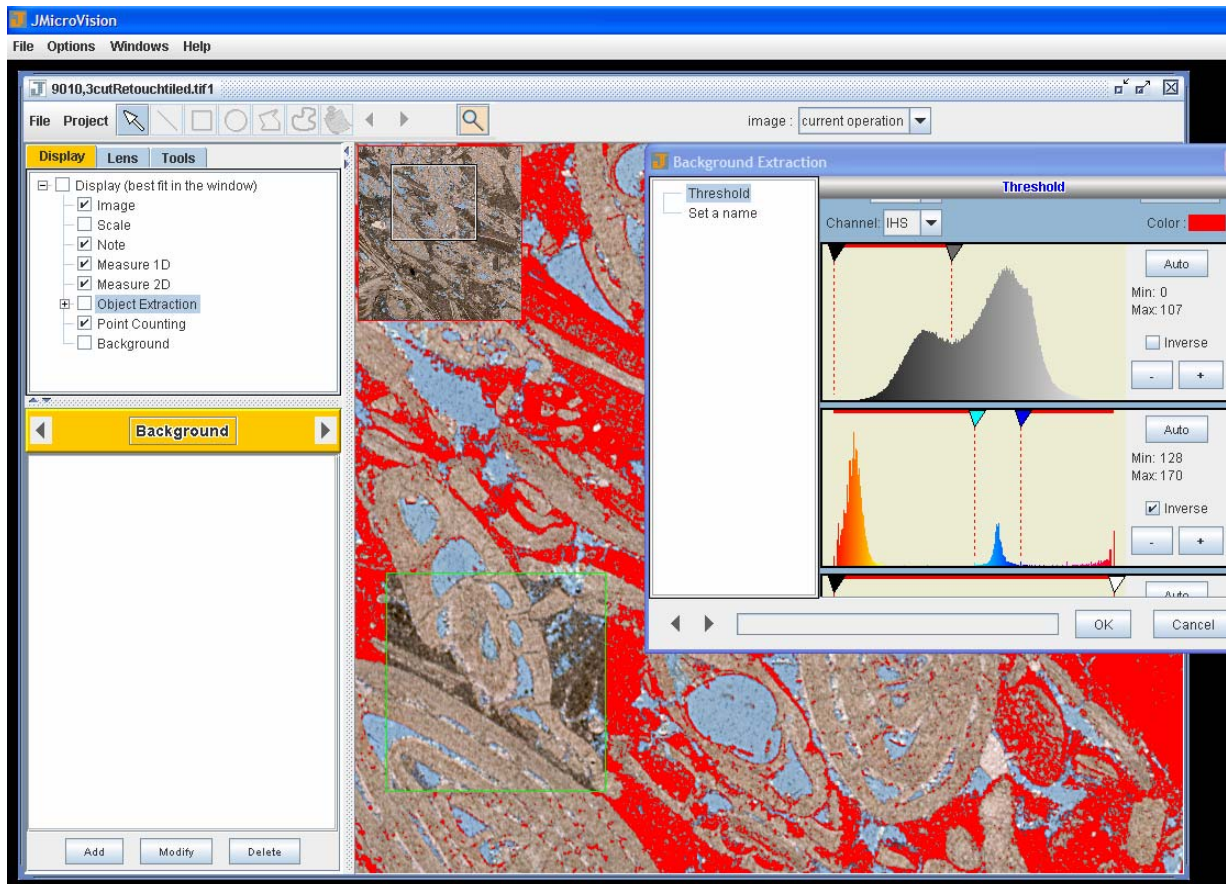 JMicroVision
File Options Windows Help
9010,3cutRetouchtiled.tif1
File Project
image : current operation
Display Lens Tools
Display (best fit in the window)
Image
Scale
Note
Measure 1D
Measure 2D
Object Extraction
Point Counting
Background
Background
Add Modify Delete
Background Extraction
Threshold
Set a name
Threshold
Channel: IHS
Color :
Auto
Min: 0
Max: 107
Inverse
- +
Auto
Min: 128
Max: 170
Inverse
- +
Auto
OK Cancel